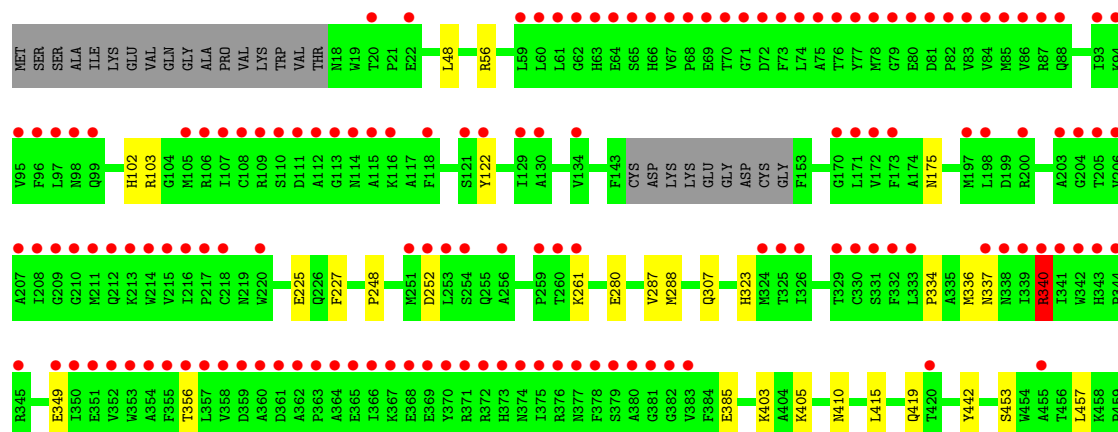 MET SER SER ALA ILE LYS GLU VAL GLN GLY ALA PRO VAL LYS TRP VAL THR N18 W19 T20 P21 E22 L48 R56 L59 L60 L61 G62 H63 E64 S65 H66 V67 P68 E69 T70 G71 D72 F73 L74 A75 T76 Y77 M78 G79 E80 D81 P82 V83 V84 M85 V86 R87 Q88 I93 K94
V95 F96 L97 N98 Q99 H102 R103 G104 M105 R106 I107 C108 R109 S110 D111 A112 G113 N114 A115 K116 A117 F118 S121 Y122 I129 A130 V134 F143 CYS ASP LYS LYS GLU GLY ASP CYS GLY F153 G170 L171 V172 F173 A174 N175 M197 L198 D199 R200 A203 G204 T205
A207 I208 G209 G210 M211 Q212 K213 W214 V215 I216 P217 C218 N219 W220 E225 Q226 F227 P248 M251 D252 L253 S254 Q255 A256 P259 T260 K261 E280 V287 M288 Q307 H323 M324 T325 I326 T329 C330 S331 F332 L333 P334 A335 M336 N337 N338 I339 R340 I341 W342 H343
R345 E349 I350 E351 V352 W353 A354 F355 T356 L357 V358 D359 A360 D361 A362 P363 A364 E365 I366 K367 E368 E369 Y370 R371 R372 H373 N374 I375 R376 N377 F378 S379 A380 G381 G382 V383 F384 E385 K403 A404 K405 N410 L415 Q419 T420 Y442 S453 W454 A455 T456 L457 K458